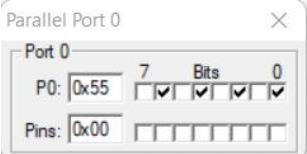 Parallel Port 0
Port 0
7 Bits 0
P0: 0x55
Pins: 0x00